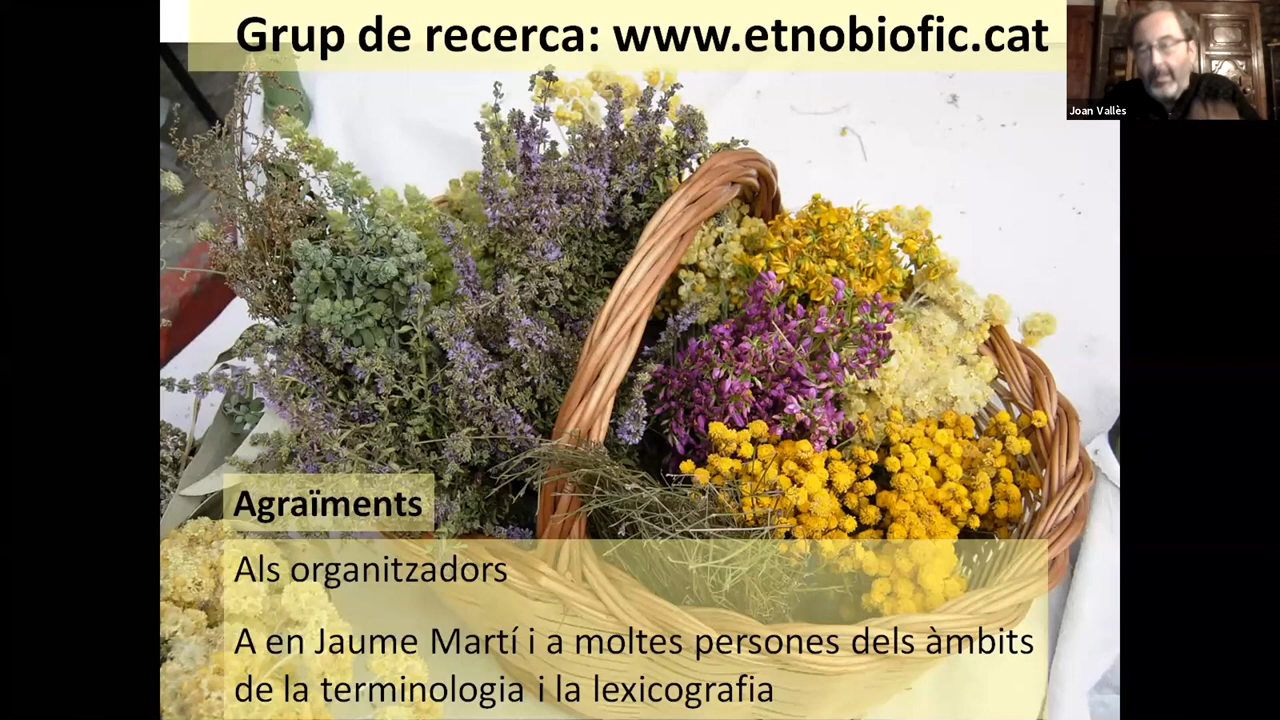 Grup de recerca: www.etnobiofic.cat
Joan Vallès
Agraïments
Als organitzadors
A en Jaume Martí i a moltes persones dels àmbits
de la terminologia i la lexicografia